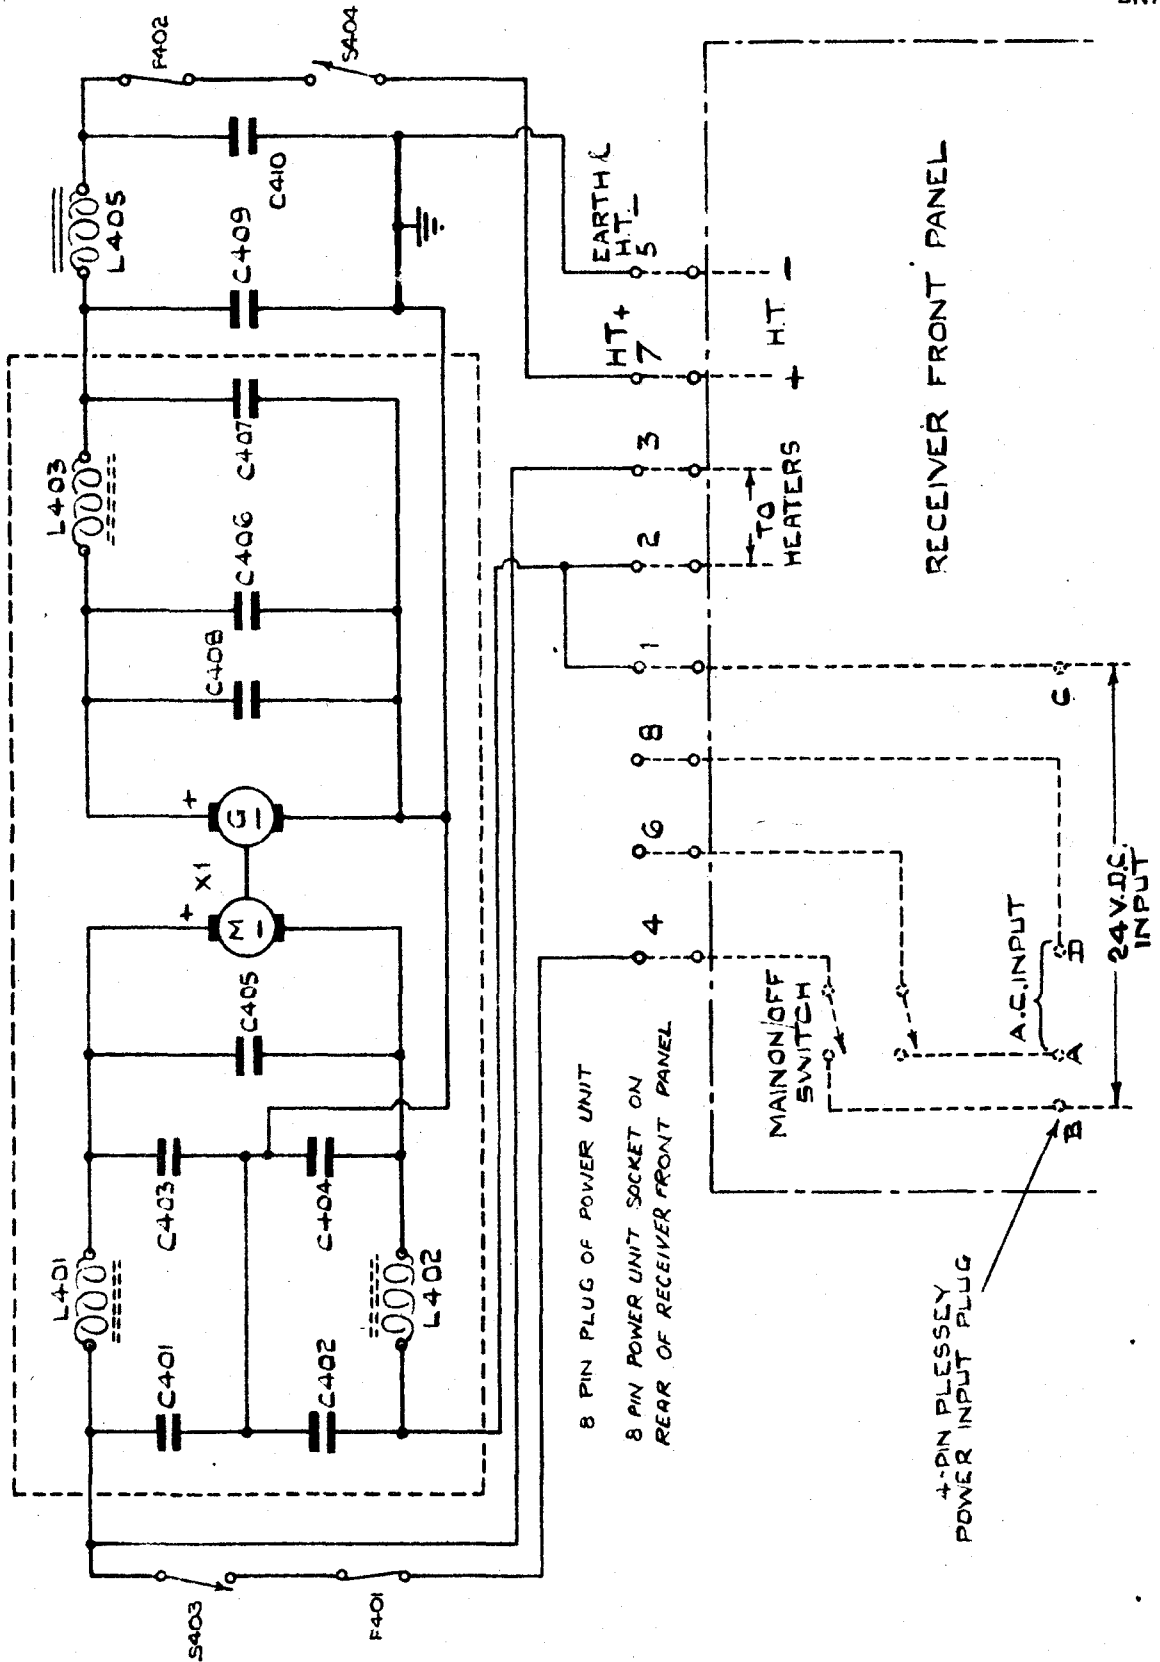 F402
S404
L405
C410
C409
L403
C407
C406
C408
+
G
X1
+
M
C405
L401
C403
C404
C401
C402
L402
S403
F401
EARTH &
H.T. –
5
HT+
7
3
2
1
8
6
4
H.T.
–
+
TO
HEATERS
RECEIVER FRONT PANEL
8 PIN PLUG OF POWER UNIT
8 PIN POWER UNIT SOCKET ON
REAR OF RECEIVER FRONT PANEL
MAIN ON/OFF
SWITCH
A.C. INPUT
C
D
A
B
24 V.D.C.
INPUT
4-PIN PLESSEY
POWER INPUT PLUG